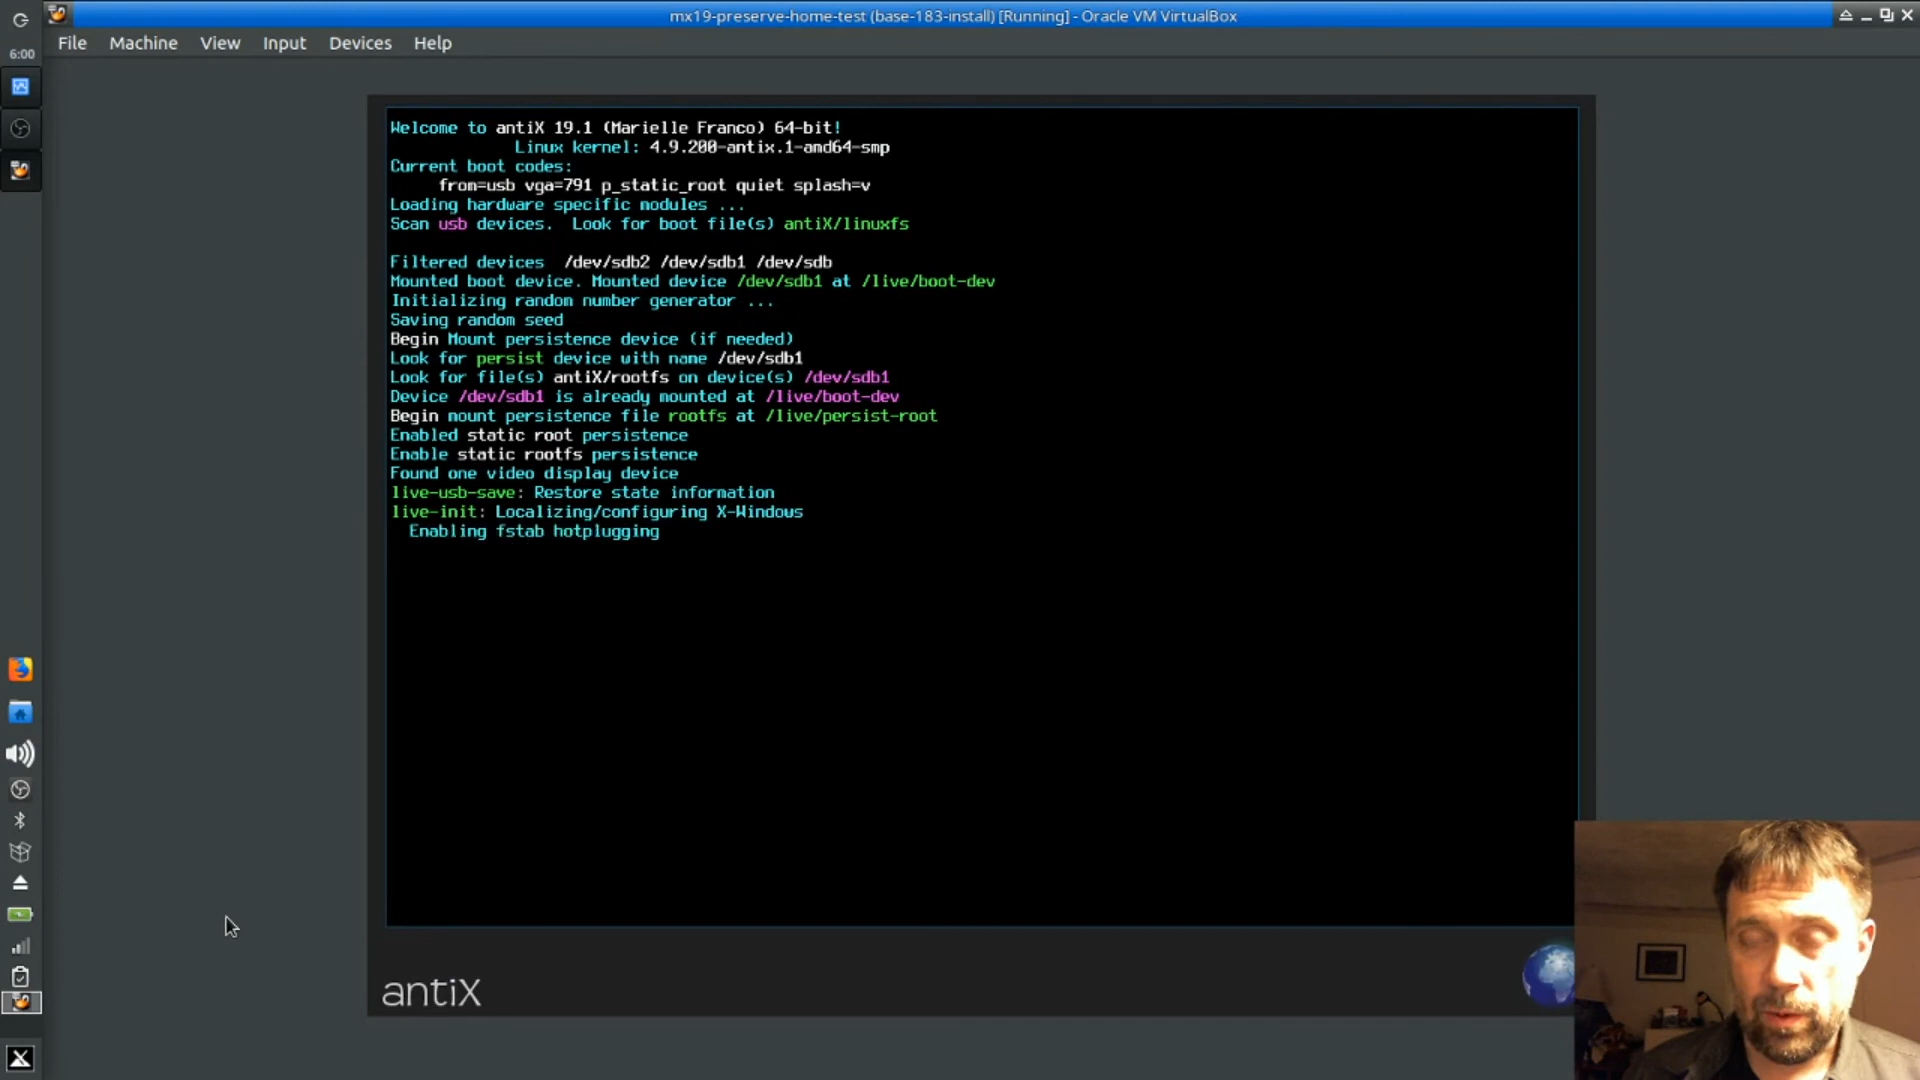 mx19-preserve-home-test (base-183-install) [Running] - Oracle VM VirtualBox
File Machine View Input Devices Help
6:00
Welcome to antiX 19.1 (Marielle Franco) 64-bit!
Linux kernel: 4.9.200-antix.1-amd64-smp
Current boot codes:
from=usb vga=791 p_static_root quiet splash=v
Loading hardware specific modules ...
Scan usb devices.  Look for boot file(s) antiX/linuxfs
Filtered devices  /dev/sdb2 /dev/sdb1 /dev/sdb
Mounted boot device. Mounted device /dev/sdb1 at /live/boot-dev
Initializing random number generator ...
Saving random seed
Begin Mount persistence device (if needed)
Look for persist device with name /dev/sdb1
Look for file(s) antiX/rootfs on device(s) /dev/sdb1
Device /dev/sdb1 is already mounted at /live/boot-dev
Begin mount persistence file rootfs at /live/persist-root
Enabled static root persistence
Enable static rootfs persistence
Found one video display device
live-usb-save: Restore state information
live-init: Localizing/configuring X-Windows
Enabling fstab hotplugging
antiX